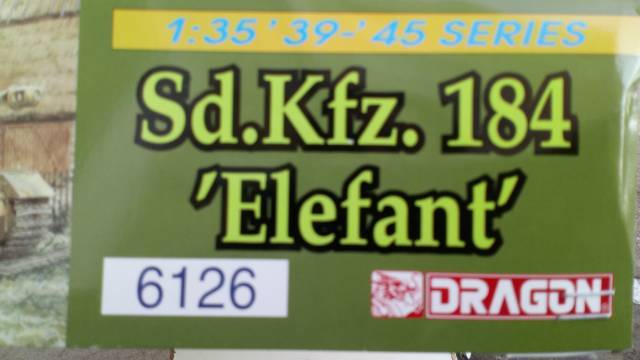 1:35 '39-'45 SERIES
Sd.Kfz. 184
'Elefant'
6126
DRAGON